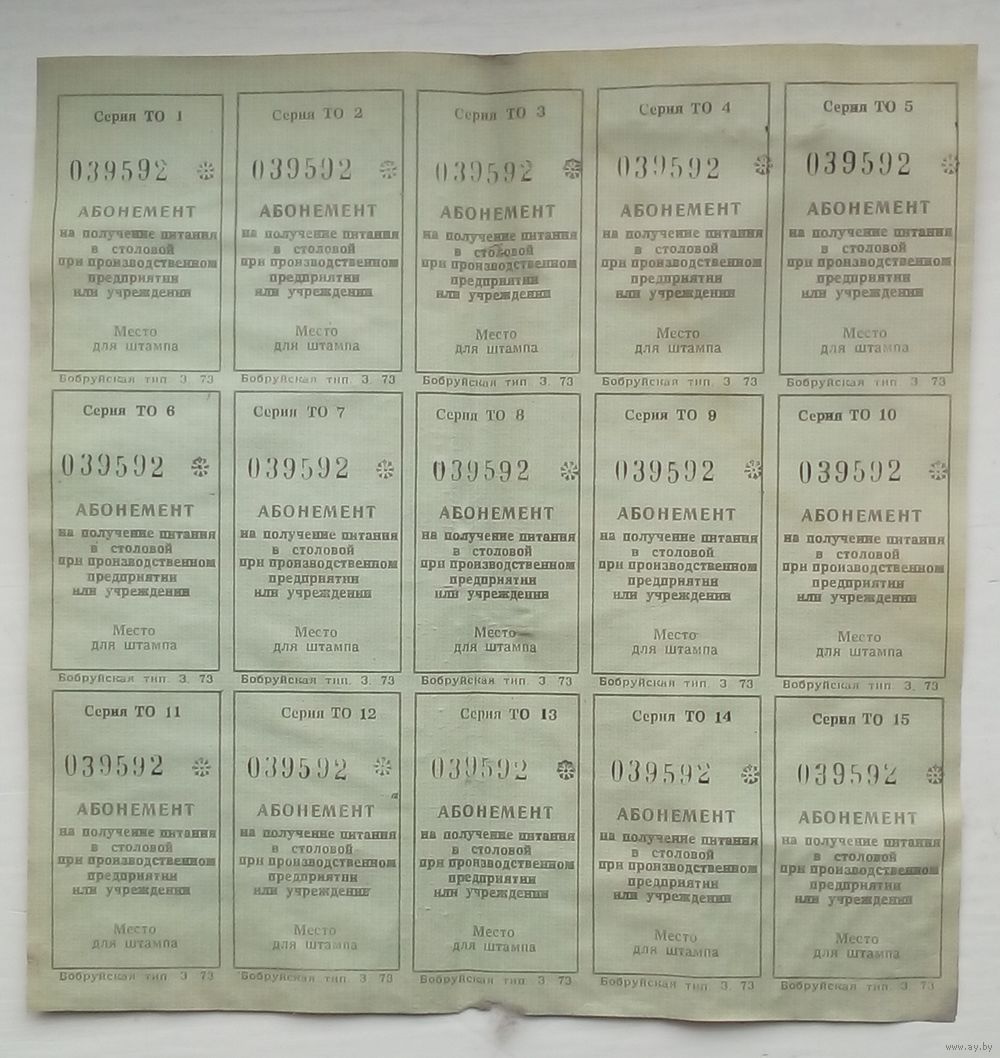 Серия ТО 1
039592
АБОНЕМЕНТ
на получение питания
в столовой
при производственном
предприятии
или учреждении
Место
для штампа
Бобруйская тип. З. 73
Серия ТО 2
039592
АБОНЕМЕНТ
на получение питания
в столовой
при производственном
предприятии
или учреждении
Место
для штампа
Бобруйская тип. З. 73
Серия ТО 3
039592
АБОНЕМЕНТ
на получение питания
в столовой
при производственном
предприятии
или учреждении
Место
для штампа
Бобруйская тип. З. 73
Серия ТО 4
039592
АБОНЕМЕНТ
на получение питания
в столовой
при производственном
предприятии
или учреждении
Место
для штампа
Бобруйская тип. З. 73
Серия ТО 5
039592
АБОНЕМЕНТ
на получение питания
в столовой
при производственном
предприятии
или учреждении
Место
для штампа
Бобруйская тип. З. 73
Серия ТО 6
039592
АБОНЕМЕНТ
на получение питания
в столовой
при производственном
предприятии
или учреждении
Место
для штампа
Бобруйская тип. З. 73
Серия ТО 7
039592
АБОНЕМЕНТ
на получение питания
в столовой
при производственном
предприятии
или учреждении
Место
для штампа
Бобруйская тип. З. 73
Серия ТО 8
039592
АБОНЕМЕНТ
на получение питания
в столовой
при производственном
предприятии
или учреждении
Место
для штампа
Бобруйская тип. З. 73
Серия ТО 9
039592
АБОНЕМЕНТ
на получение питания
в столовой
при производственном
предприятии
или учреждении
Место
для штампа
Бобруйская тип. З. 73
Серия ТО 10
039592
АБОНЕМЕНТ
на получение питания
в столовой
при производственном
предприятии
или учреждении
Место
для штампа
Бобруйская тип. З. 73
Серия ТО 11
039592
АБОНЕМЕНТ
на получение питания
в столовой
при производственном
предприятии
или учреждении
Место
для штампа
Бобруйская тип. З. 73
Серия ТО 12
039592
АБОНЕМЕНТ
на получение питания
в столовой
при производственном
предприятии
или учреждении
Место
для штампа
Бобруйская тип. З. 73
Серия ТО 13
039592
АБОНЕМЕНТ
на получение питания
в столовой
при производственном
предприятии
или учреждении
Место
для штампа
Бобруйская тип. З. 73
Серия ТО 14
039592
АБОНЕМЕНТ
на получение питания
в столовой
при производственном
предприятии
или учреждении
Место
для штампа
Бобруйская тип. З. 73
Серия ТО 15
039592
АБОНЕМЕНТ
на получение питания
в столовой
при производственном
предприятии
или учреждении
Место
для штампа
Бобруйская тип. З. 73
www.ay.by